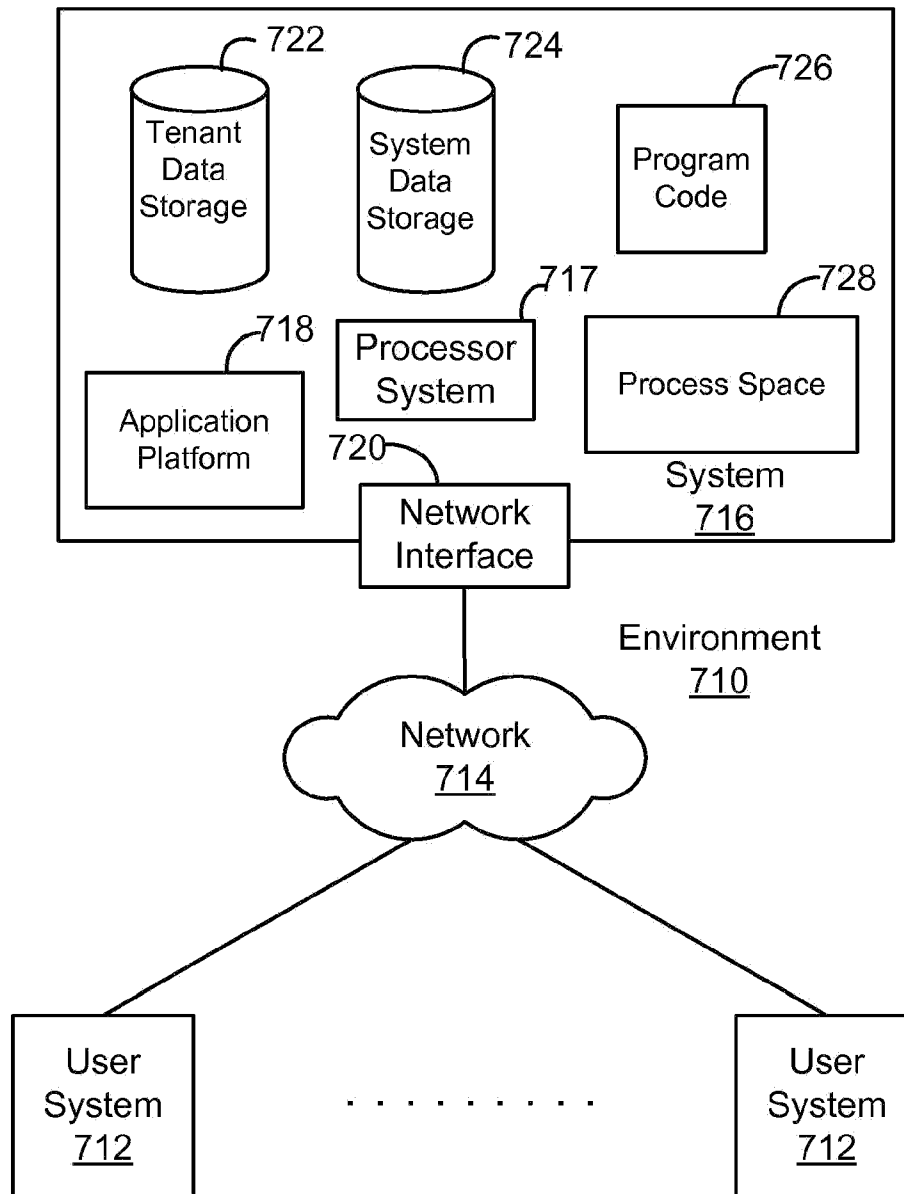 722
724
726
Tenant
Data
Storage
System
Data
Storage
Program
Code
717
728
718
Processor
System
Process Space
Application
Platform
720
System
716
Network
Interface
Environment
710
Network
714
User
System
712
. . . . . . . . .
User
System
712